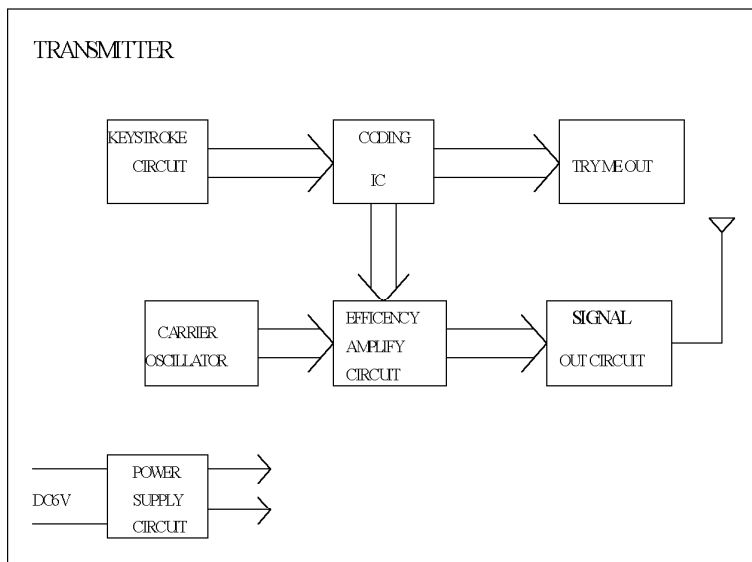 TRANSMITTER
KEYSTROKE
CIRCUIT
CODING
IC
TRY ME OUT
CARRIER
OSCILLATOR
EFFICENCY
AMPLIFY
CIRCUIT
SIGNAL
OUT CIRCUIT
DC6V
POWER
SUPPLY
CIRCUIT